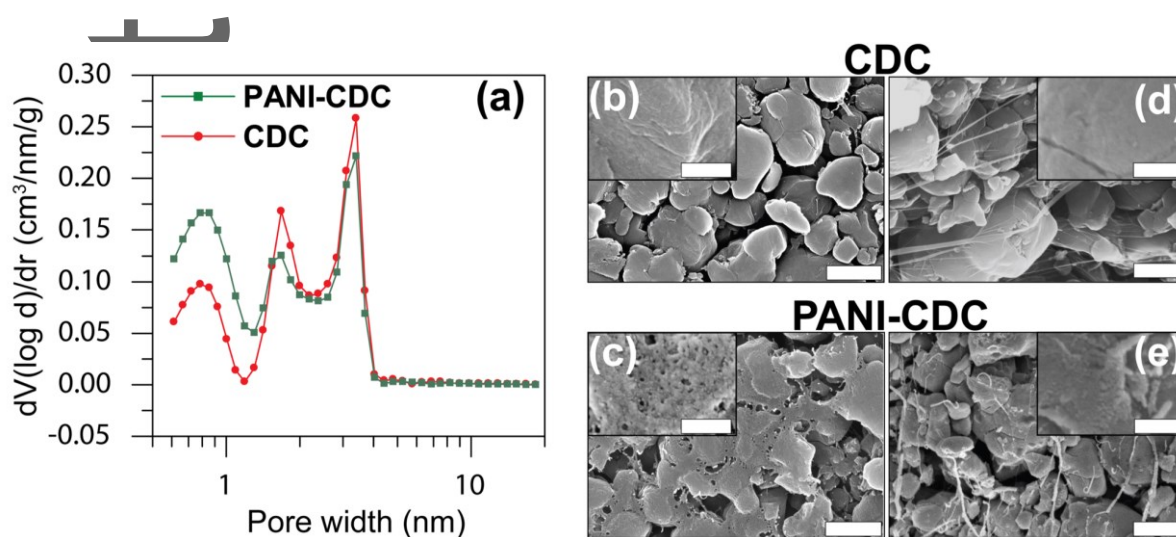 CDC
PANI-CDC
0.30
0.25
0.20
0.15
0.10
0.05
0.00
-0.05
dV(log d)/dr (cm³/nm/g)
PANI-CDC
CDC
(a)
1
10
Pore width (nm)
(b)
(d)
(c)
(e)